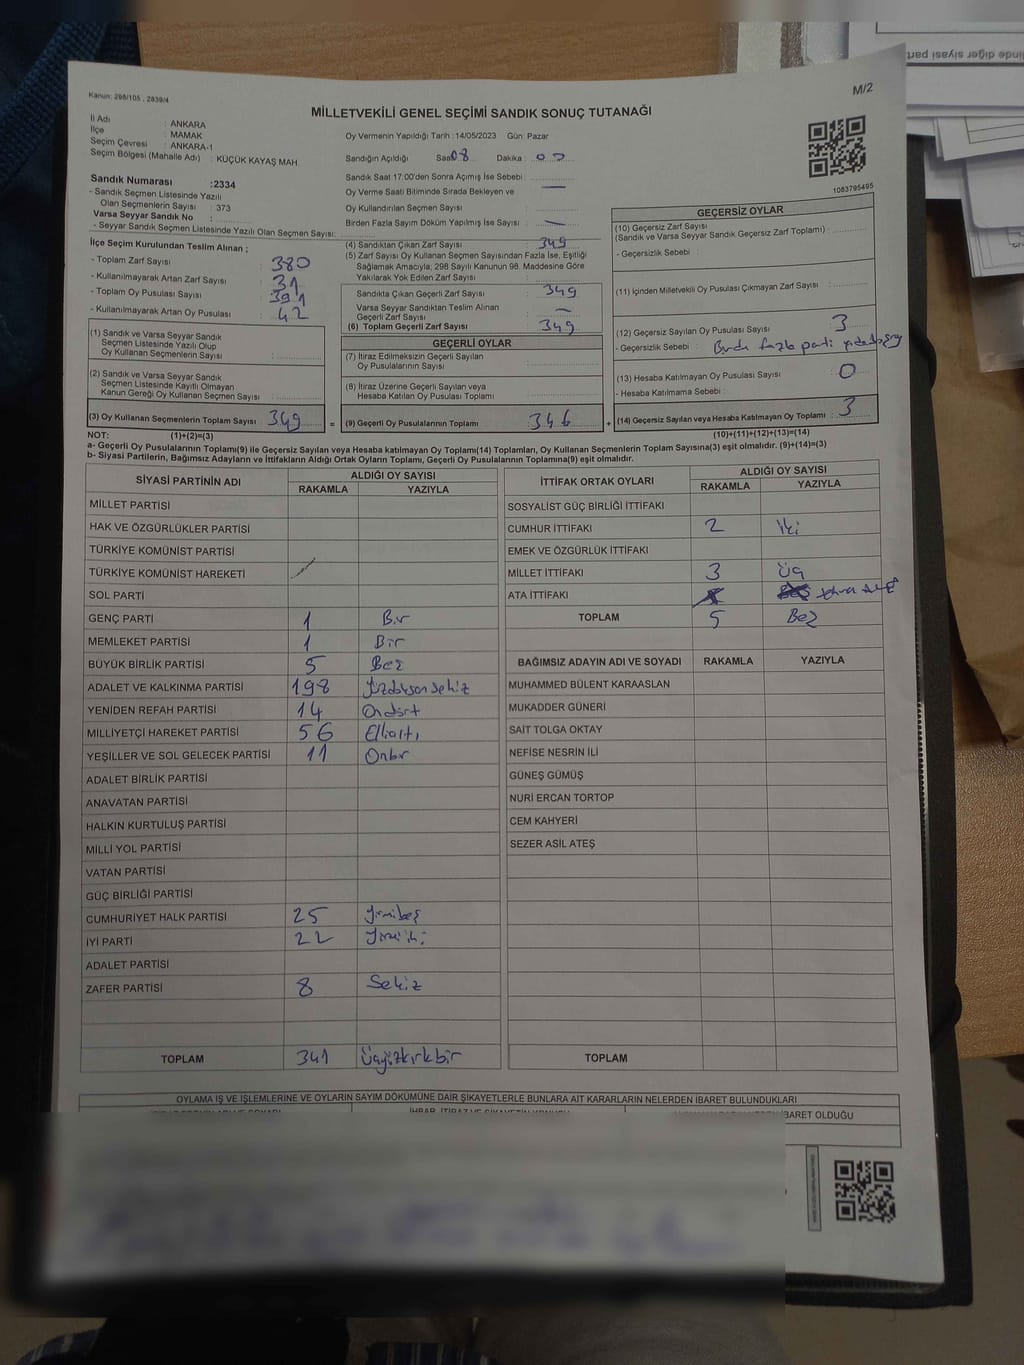 Kanun: 298/105 , 2839/4
M/2
MİLLETVEKİLİ GENEL SEÇİMİ SANDIK SONUÇ TUTANAĞI
İl Adı : ANKARA
İlçe : MAMAK
Seçim Çevresi : ANKARA-1
Seçim Bölgesi (Mahalle Adı) : KÜÇÜK KAYAŞ MAH.
Sandık Numarası :2334
- Sandık Seçmen Listesinde Yazılı
Olan Seçmenlerin Sayısı : 373
Varsa Seyyar Sandık No :
- Seyyar Sandık Seçmen Listesinde Yazılı Olan Seçmen Sayısı:
Oy Vermenin Yapıldığı Tarih :14/05/2023 Gün: Pazar
Sandığın Açıldığı Saat 08 Dakika : 00
Sandık Saat 17:00'den Sonra Açılmış İse Sebebi :
Oy Verme Saati Bitiminde Sırada Bekleyen ve
Oy Kullandırılan Seçmen Sayısı :
Birden Fazla Sayım Döküm Yapılmış İse Sayısı :
1083795495
İlçe Seçim Kurulundan Teslim Alınan ;
- Toplam Zarf Sayısı : 380
- Kullanılmayarak Artan Zarf Sayısı : 31
- Toplam Oy Pusulası Sayısı : 391
- Kullanılmayarak Artan Oy Pusulası : 42
(4) Sandıktan Çıkan Zarf Sayısı : 349
(5) Zarf Sayısı Oy Kullanan Seçmen Sayısından Fazla İse, Eşitliği
Sağlamak Amacıyla, 298 Sayılı Kanunun 98. Maddesine Göre
Yakılarak Yok Edilen Zarf Sayısı :
Sandıkta Çıkan Geçerli Zarf Sayısı : 349
Varsa Seyyar Sandıktan Teslim Alınan
Geçerli Zarf Sayısı :
(6) Toplam Geçerli Zarf Sayısı : 349
GEÇERSİZ OYLAR
(10) Geçersiz Zarf Sayısı
(Sandık ve Varsa Seyyar Sandık Geçersiz Zarf Toplamı) :
- Geçersizlik Sebebi :
(11) İçinden Milletvekili Oy Pusulası Çıkmayan Zarf Sayısı :
(12) Geçersiz Sayılan Oy Pusulası Sayısı : 3
- Geçersizlik Sebebi : fazla parti
(13) Hesaba Katılmayan Oy Pusulası Sayısı : 0
- Hesaba Katılmama Sebebi :
(14) Geçersiz Sayılan veya Hesaba Katılmayan Oy Toplamı : 3
(1) Sandık ve Varsa Seyyar Sandık
Seçmen Listesinde Yazılı Olup
Oy Kullanan Seçmenlerin Sayısı :
(2) Sandık ve Varsa Seyyar Sandık
Seçmen Listesinde Kayıtlı Olmayan
Kanun Gereği Oy Kullanan Seçmen Sayısı :
(3) Oy Kullanan Seçmenlerin Toplam Sayısı : 349 =
GEÇERLİ OYLAR
(7) İtiraz Edilmeksizin Geçerli Sayılan
Oy Pusulalarının Sayısı :
(8) İtiraz Üzerine Geçerli Sayılan veya
Hesaba Katılan Oy Pusulası Toplamı :
(9) Geçerli Oy Pusulalarının Toplamı : 346 +
NOT: (1)+(2)=(3) (10)+(11)+(12)+(13)=(14)
a- Geçerli Oy Pusulalarının Toplamı(9) ile Geçersiz Sayılan veya Hesaba katılmayan Oy Toplamı(14) Toplamları, Oy Kullanan Seçmenlerin Toplam Sayısına(3) eşit olmalıdır. (9)+(14)=(3)
b- Siyasi Partilerin, Bağımsız Adayların ve İttifakların Aldığı Ortak Oyların Toplamı, Geçerli Oy Pusulalarının Toplamına(9) eşit olmalıdır.
SİYASİ PARTİNİN ADI ALDIĞI OY SAYISI
RAKAMLA YAZIYLA
MİLLET PARTİSİ
HAK VE ÖZGÜRLÜKLER PARTİSİ
TÜRKİYE KOMÜNİST PARTİSİ
TÜRKİYE KOMÜNİST HAREKETİ
SOL PARTİ
GENÇ PARTİ 1 Bir
MEMLEKET PARTİSİ 1 Bir
BÜYÜK BİRLİK PARTİSİ 5 Beş
ADALET VE KALKINMA PARTİSİ 198 Yüzdoksansekiz
YENİDEN REFAH PARTİSİ 14 Ondört
MİLLİYETÇİ HAREKET PARTİSİ 56 Ellialtı
YEŞİLLER VE SOL GELECEK PARTİSİ 11 Onbir
ADALET BİRLİK PARTİSİ
ANAVATAN PARTİSİ
HALKIN KURTULUŞ PARTİSİ
MİLLİ YOL PARTİSİ
VATAN PARTİSİ
GÜÇ BİRLİĞİ PARTİSİ
CUMHURİYET HALK PARTİSİ 25 Yirmibeş
İYİ PARTİ 22 Yirmiiki
ADALET PARTİSİ
ZAFER PARTİSİ 8 Sekiz
TOPLAM 341 Üçyüzkırkbir
İTTİFAK ORTAK OYLARI ALDIĞI OY SAYISI
RAKAMLA YAZIYLA
SOSYALİST GÜÇ BİRLİĞİ İTTİFAKI
CUMHUR İTTİFAKI 2 İki
EMEK VE ÖZGÜRLÜK İTTİFAKI
MİLLET İTTİFAKI 3 Üç
ATA İTTİFAKI
TOPLAM 5 Beş
BAĞIMSIZ ADAYIN ADI VE SOYADI RAKAMLA YAZIYLA
MUHAMMED BÜLENT KARAASLAN
MUKADDER GÜNERİ
SAİT TOLGA OKTAY
NEFİSE NESRİN İLİ
GÜNEŞ GÜMÜŞ
NURİ ERCAN TORTOP
CEM KAHYERİ
SEZER ASİL ATEŞ
TOPLAM
OYLAMA İŞ VE İŞLEMLERİNE VE OYLARIN SAYIM DÖKÜMÜNE DAİR ŞİKAYETLERLE BUNLARA AİT KARARLARIN NELERDEN İBARET BULUNDUKLARI
İBARET OLDUĞU